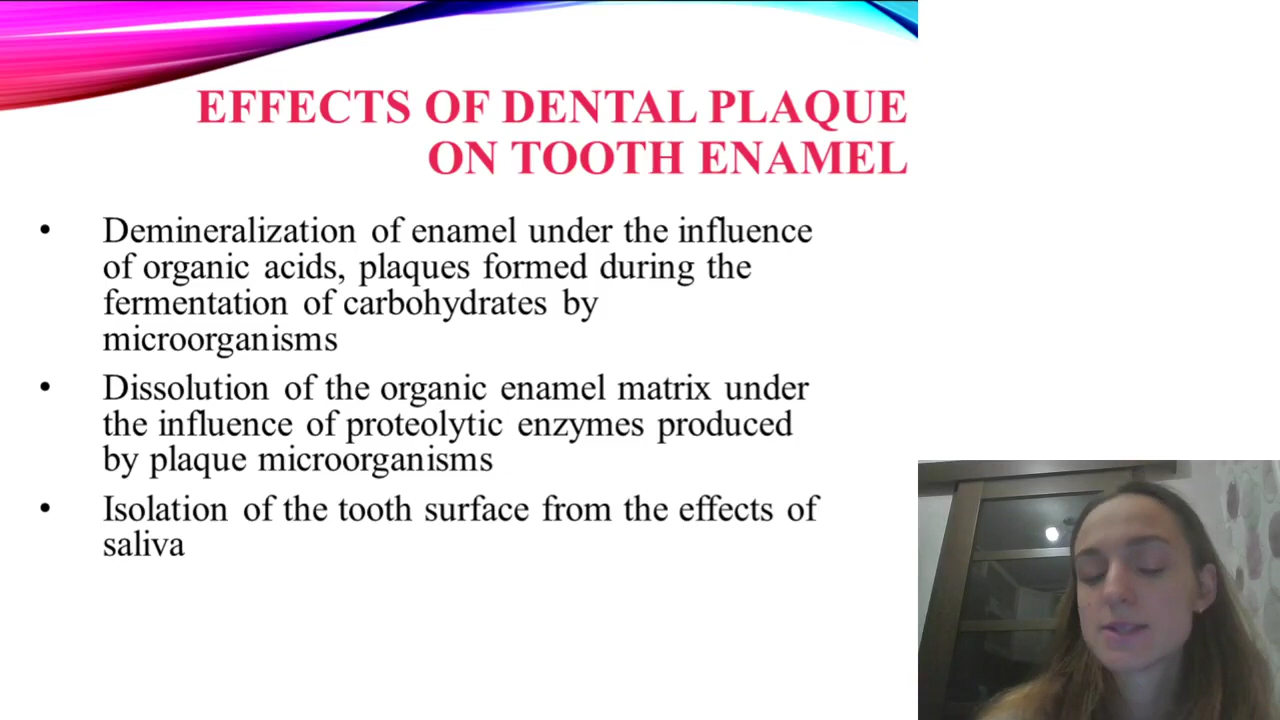 EFFECTS OF DENTAL PLAQUE
ON TOOTH ENAMEL
• Demineralization of enamel under the influence
of organic acids, plaques formed during the
fermentation of carbohydrates by
microorganisms
• Dissolution of the organic enamel matrix under
the influence of proteolytic enzymes produced
by plaque microorganisms
• Isolation of the tooth surface from the effects of
saliva